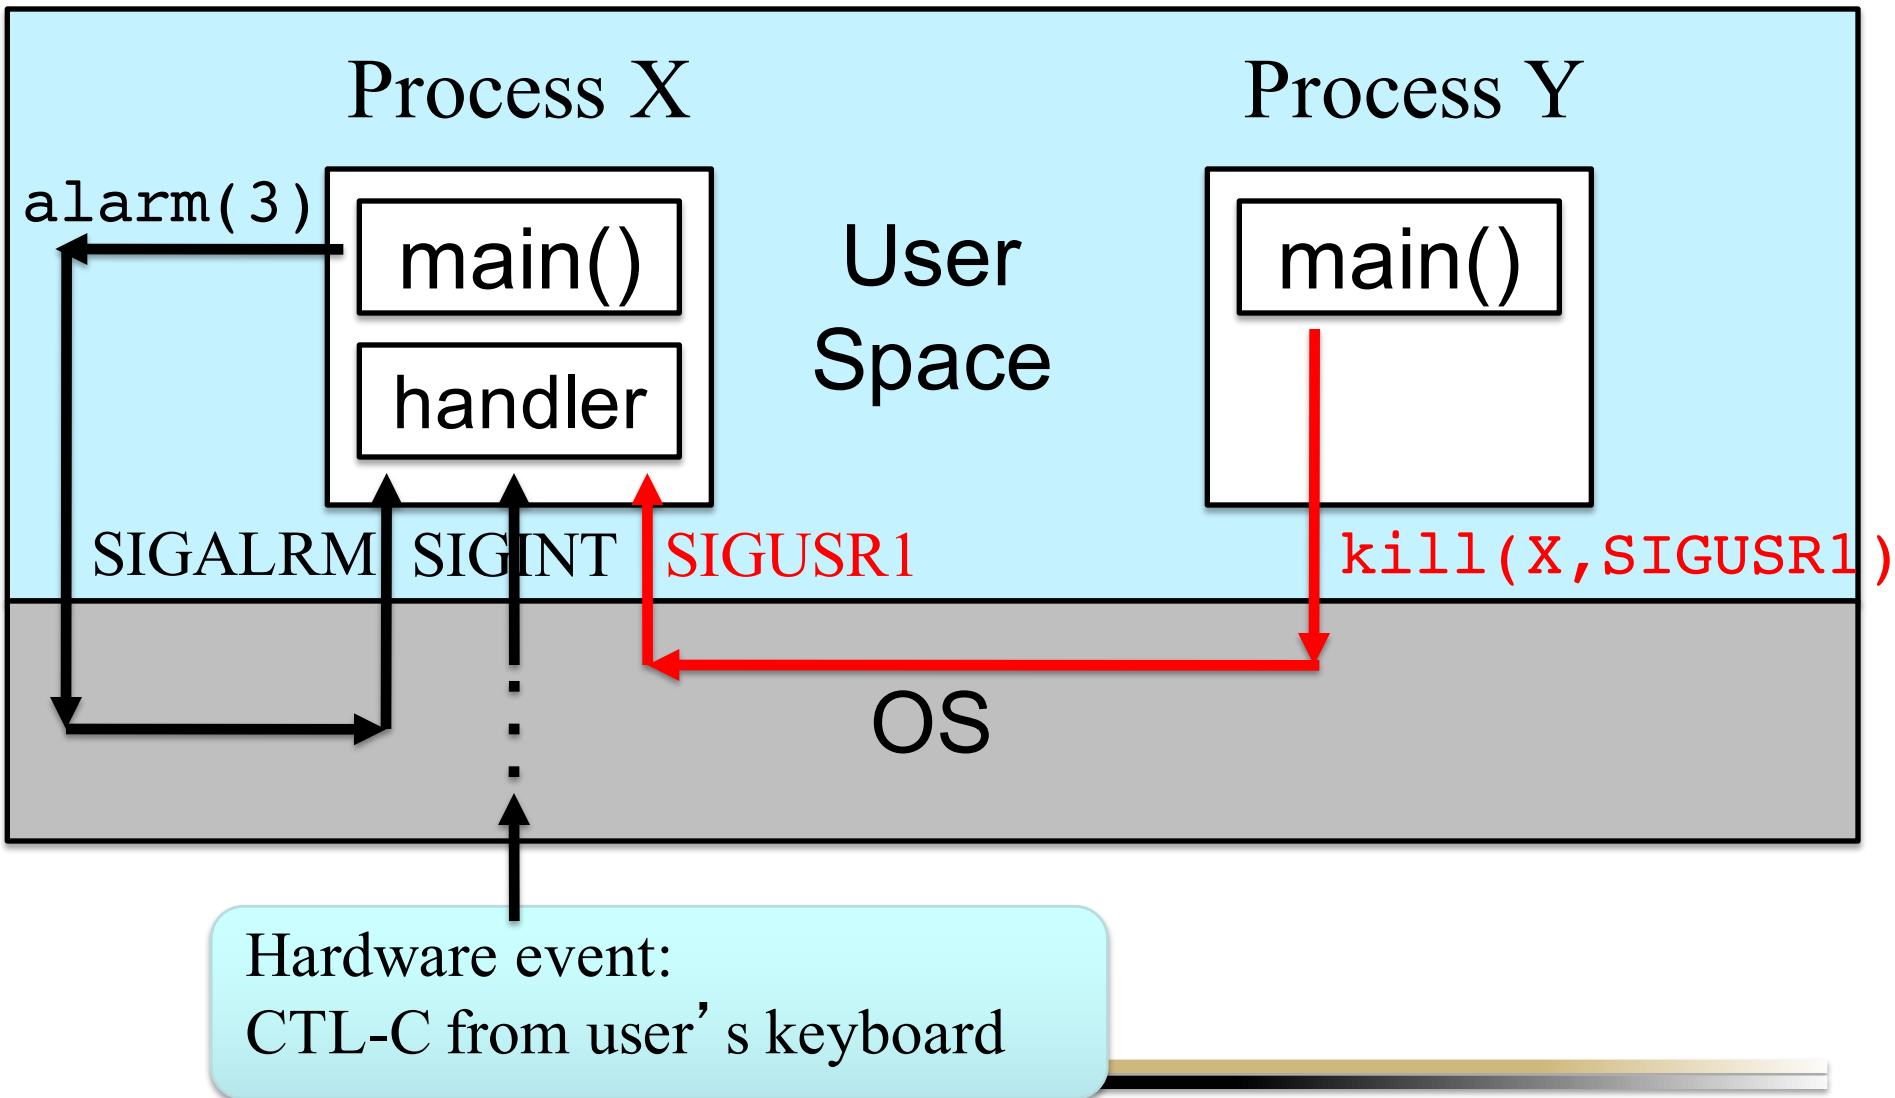 Process X
Process Y
alarm(3)
main()
handler
User
Space
main()
SIGALRM
SIGINT
SIGUSR1
kill(X,SIGUSR1)
OS
Hardware event:
CTL-C from user’s keyboard